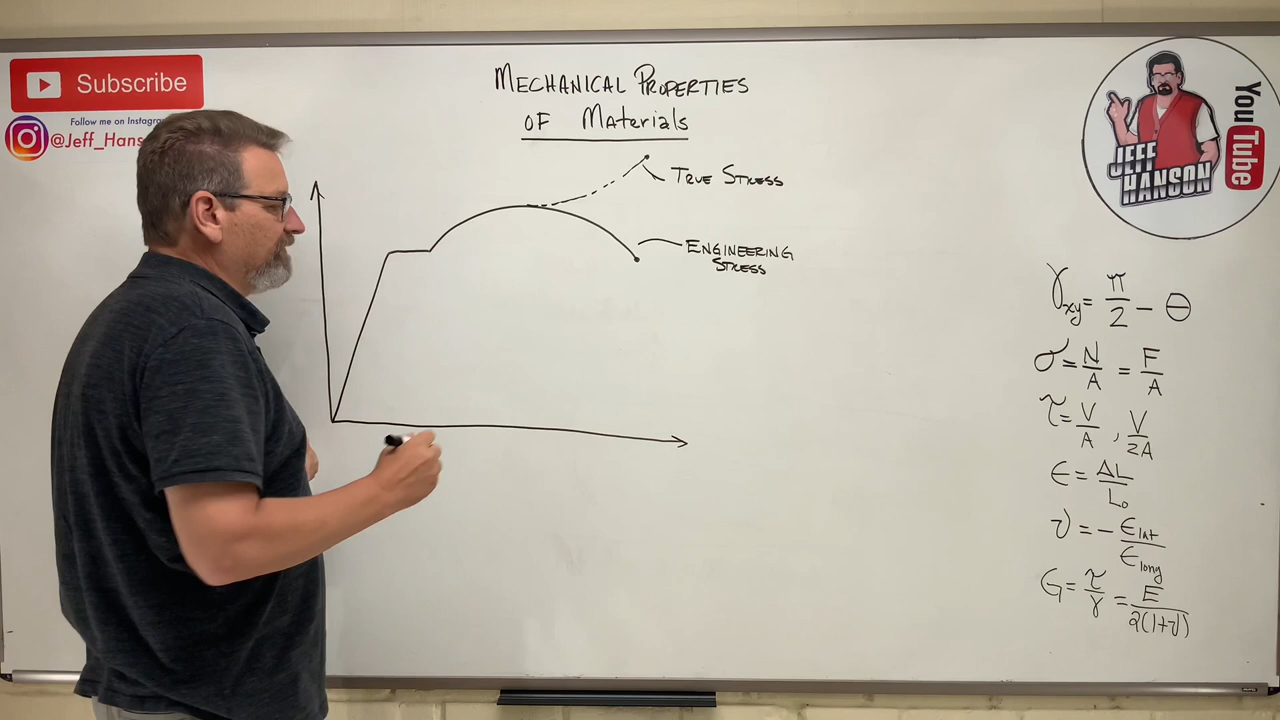 Subscribe
Follow me on Instagra
@Jeff_Hans
MECHANICAL PROPERTIES
OF Materials
TRUE STRESS
ENGINEERING
STRESS
JEFF
HANSON
YouTube
γxy = π/2 - θ
σ = N/A = F/A
τ = V/A , V/2A
ε = ΔL/L₀
ν = - εlat/εlong
G = τ/γ = E/2(1+ν)